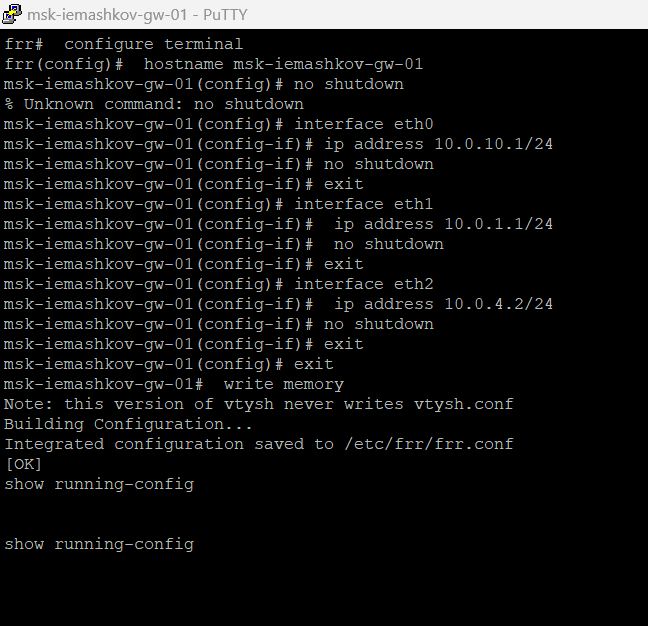 msk-iemashkov-gw-01 - PuTTY
frr#  configure terminal
frr(config)#  hostname msk-iemashkov-gw-01
msk-iemashkov-gw-01(config)# no shutdown
% Unknown command: no shutdown
msk-iemashkov-gw-01(config)# interface eth0
msk-iemashkov-gw-01(config-if)# ip address 10.0.10.1/24
msk-iemashkov-gw-01(config-if)# no shutdown
msk-iemashkov-gw-01(config-if)# exit
msk-iemashkov-gw-01(config)# interface eth1
msk-iemashkov-gw-01(config-if)#  ip address 10.0.1.1/24
msk-iemashkov-gw-01(config-if)#  no shutdown
msk-iemashkov-gw-01(config-if)# exit
msk-iemashkov-gw-01(config)# interface eth2
msk-iemashkov-gw-01(config-if)#  ip address 10.0.4.2/24
msk-iemashkov-gw-01(config-if)# no shutdown
msk-iemashkov-gw-01(config-if)# exit
msk-iemashkov-gw-01(config)# exit
msk-iemashkov-gw-01#  write memory
Note: this version of vtysh never writes vtysh.conf
Building Configuration...
Integrated configuration saved to /etc/frr/frr.conf
[OK]
show running-config
show running-config